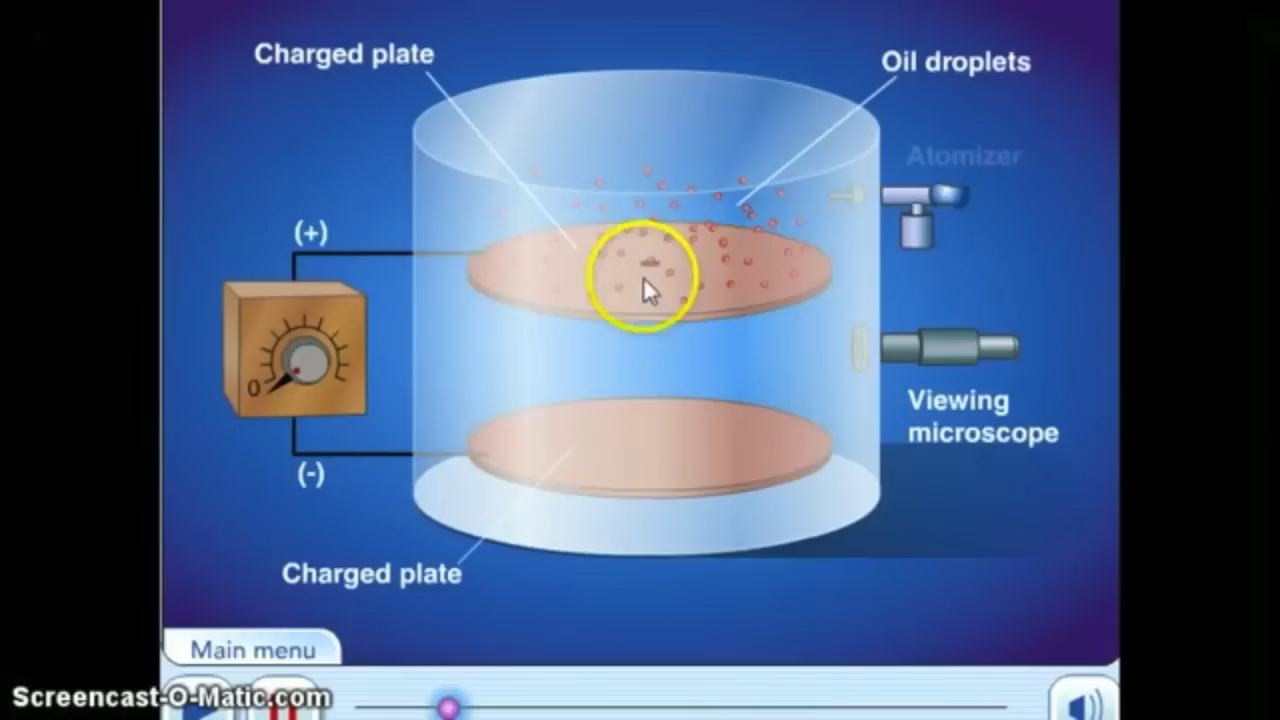 Charged plate
Oil droplets
Atomizer
(+)
0
Viewing
microscope
(-)
Charged plate
Main menu
Screencast-O-Matic.com